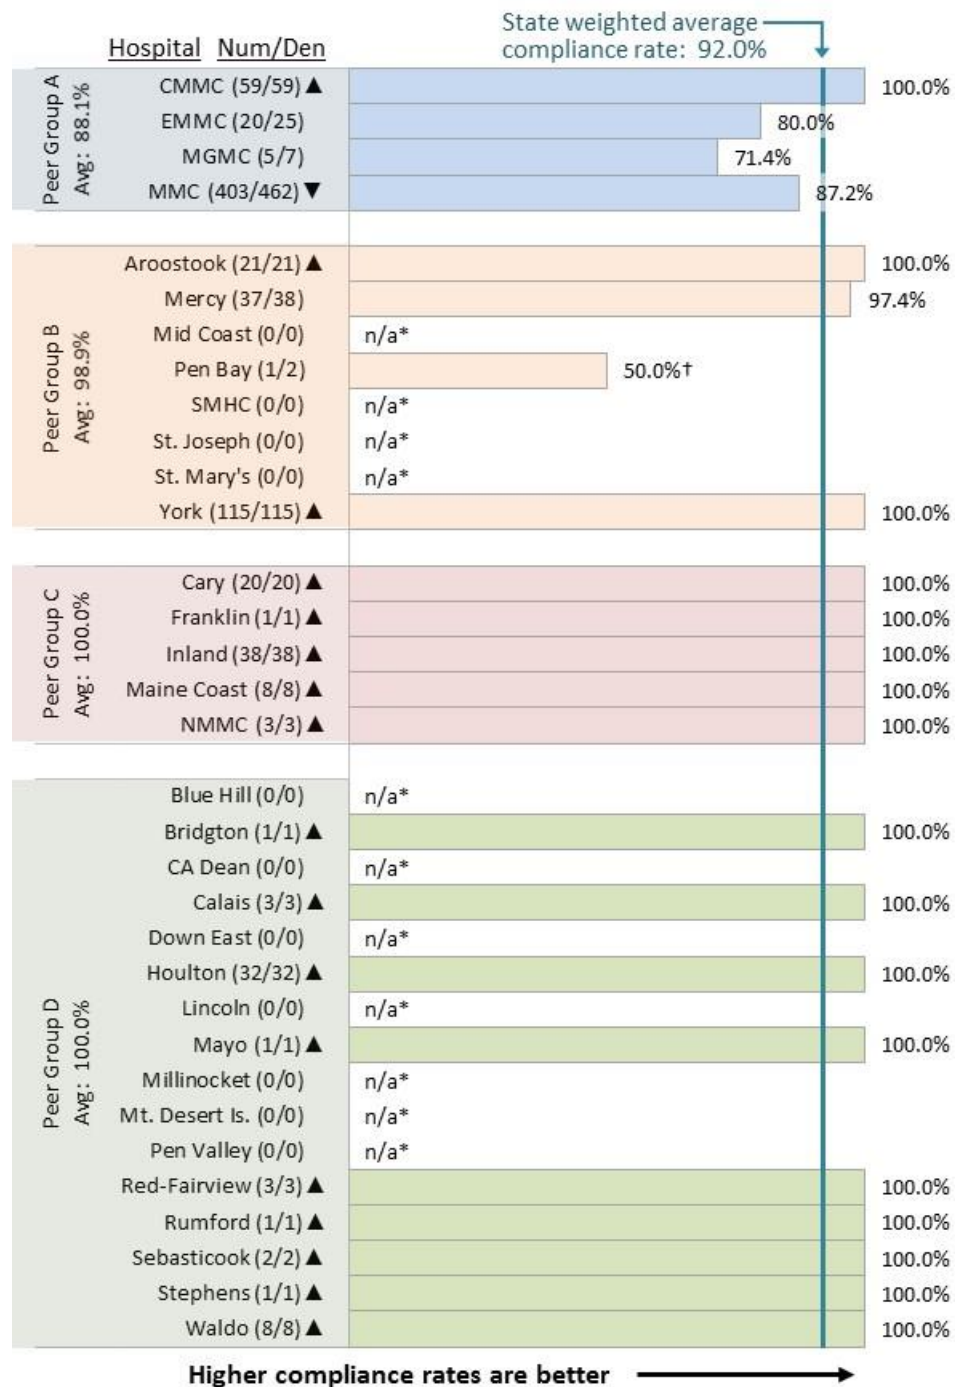 State weighted average
compliance rate: 92.0%
Hospital Num/Den
Peer Group A
Avg: 88.1%
CMMC (59/59) ▲ 100.0%
EMMC (20/25) 80.0%
MGMC (5/7) 71.4%
MMC (403/462) ▼ 87.2%
Peer Group B
Avg: 98.9%
Aroostook (21/21) ▲ 100.0%
Mercy (37/38) 97.4%
Mid Coast (0/0) n/a*
Pen Bay (1/2) 50.0%†
SMHC (0/0) n/a*
St. Joseph (0/0) n/a*
St. Mary's (0/0) n/a*
York (115/115) ▲ 100.0%
Peer Group C
Avg: 100.0%
Cary (20/20) ▲ 100.0%
Franklin (1/1) ▲ 100.0%
Inland (38/38) ▲ 100.0%
Maine Coast (8/8) ▲ 100.0%
NMMC (3/3) ▲ 100.0%
Peer Group D
Avg: 100.0%
Blue Hill (0/0) n/a*
Bridgton (1/1) ▲ 100.0%
CA Dean (0/0) n/a*
Calais (3/3) ▲ 100.0%
Down East (0/0) n/a*
Houlton (32/32) ▲ 100.0%
Lincoln (0/0) n/a*
Mayo (1/1) ▲ 100.0%
Millinocket (0/0) n/a*
Mt. Desert Is. (0/0) n/a*
Pen Valley (0/0) n/a*
Red-Fairview (3/3) ▲ 100.0%
Rumford (1/1) ▲ 100.0%
Sebasticook (2/2) ▲ 100.0%
Stephens (1/1) ▲ 100.0%
Waldo (8/8) ▲ 100.0%
Higher compliance rates are better